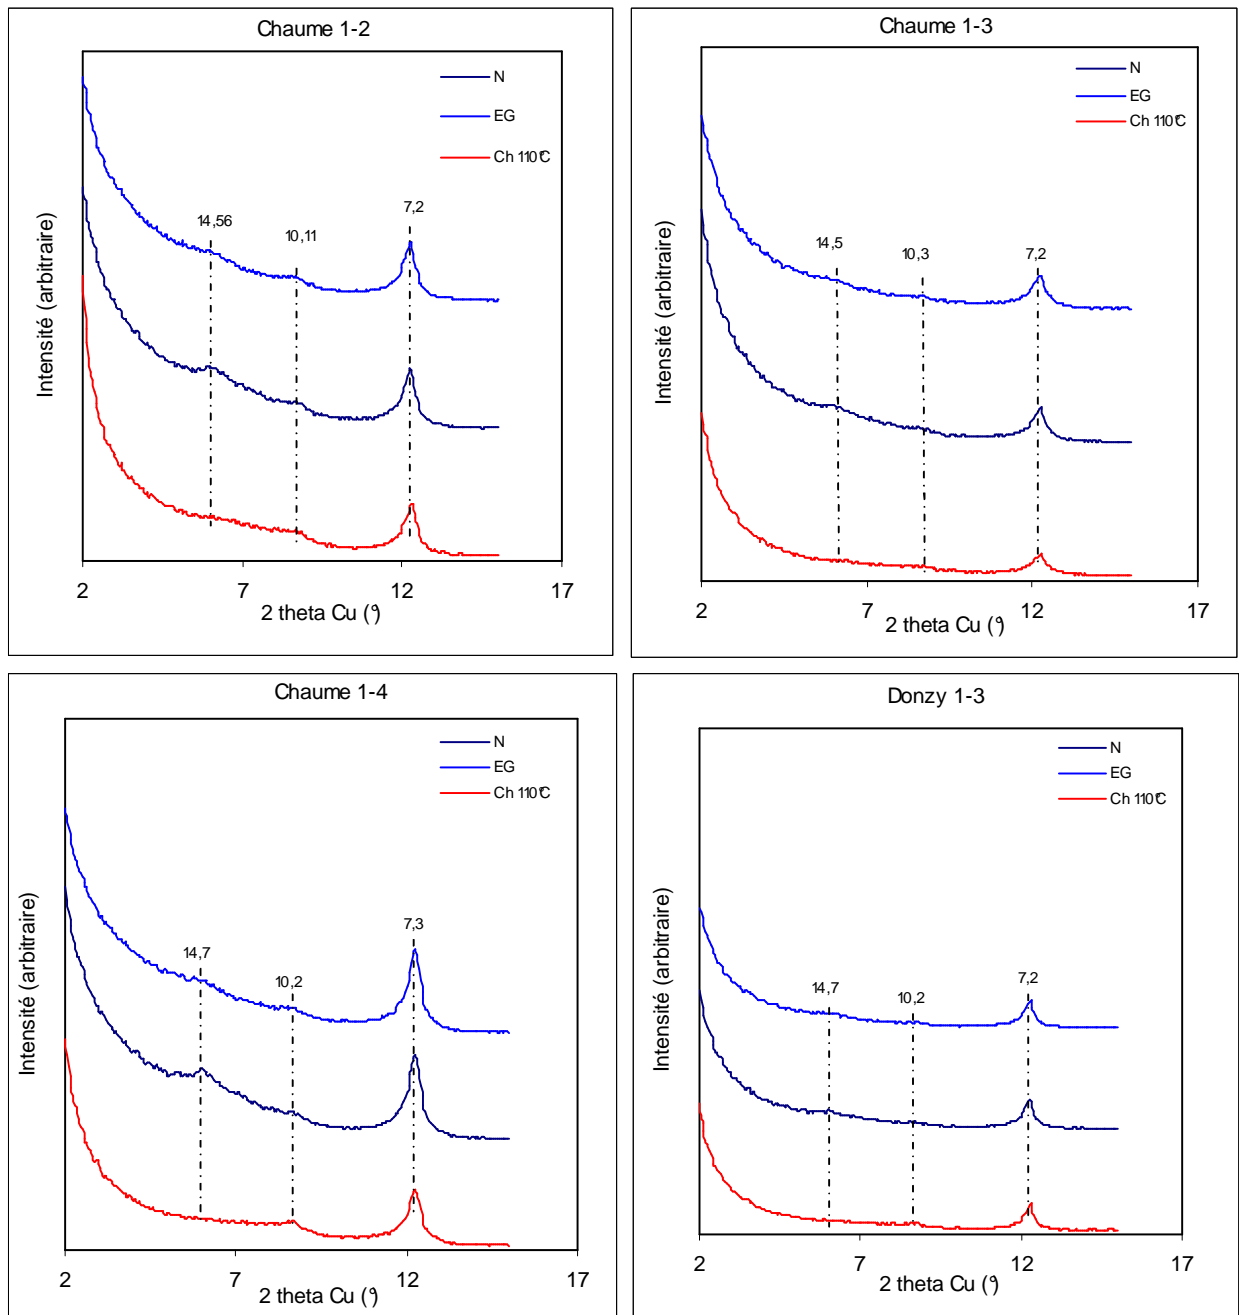 Chaume 1-2
N
EG
Ch 110°C
14,56
10,11
7,2
Intensité (arbitraire)
2
7
12
17
2 theta Cu (°)
Chaume 1-3
N
EG
Ch 110°C
14,5
10,3
7,2
Intensité (arbitraire)
2
7
12
17
2 theta Cu (°)
Chaume 1-4
N
EG
Ch 110°C
14,7
10,2
7,3
Intensité (arbitraire)
2
7
12
17
2 theta Cu (°)
Donzy 1-3
N
EG
Ch 110°C
14,7
10,2
7,2
Intensité (arbitraire)
2
7
12
17
2 theta Cu (°)